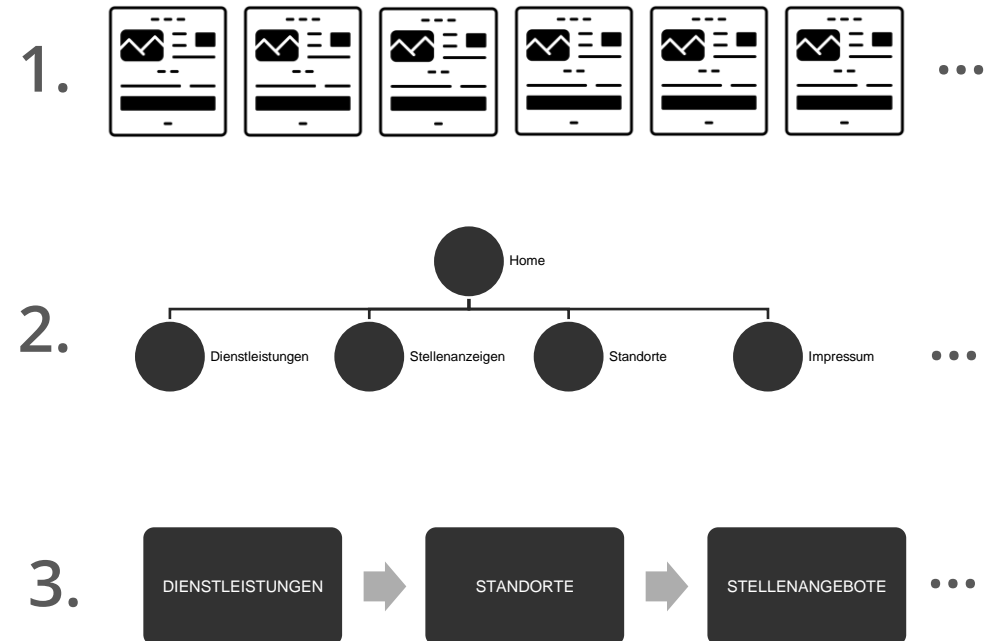 1.
...
Home
2.
Dienstleistungen
Stellenanzeigen
Standorte
Impressum
...
3.
DIENSTLEISTUNGEN
STANDORTE
STELLENANGEBOTE
...